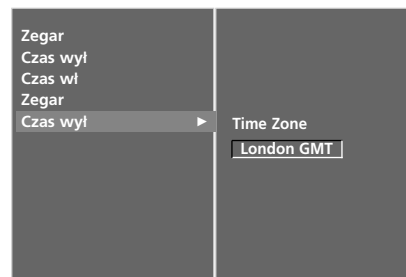 Zegar
Czas wył
Czas wł
Zegar
Czas wył ►
Time Zone
London GMT